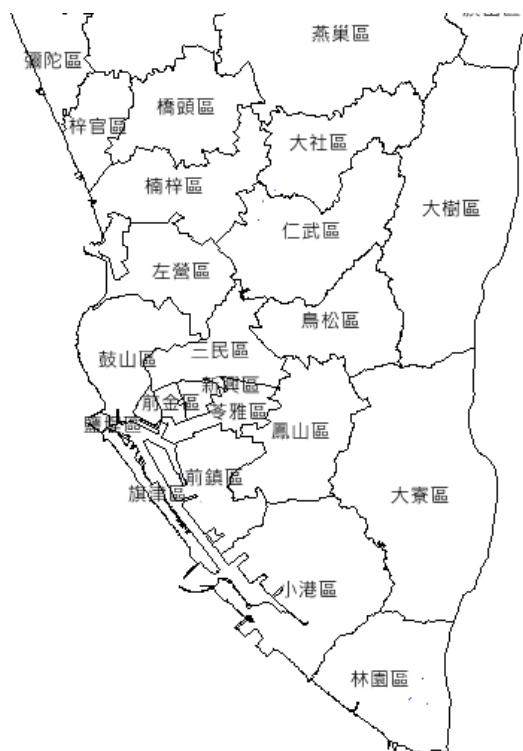 燕巢區
彌陀區
橋頭區
梓官區
大社區
楠梓區
大樹區
仁武區
左營區
鳥松區
三民區
鼓山區
新興區
前金區
苓雅區
鹽埕區
鳳山區
前鎮區
旗津區
大寮區
小港區
林園區